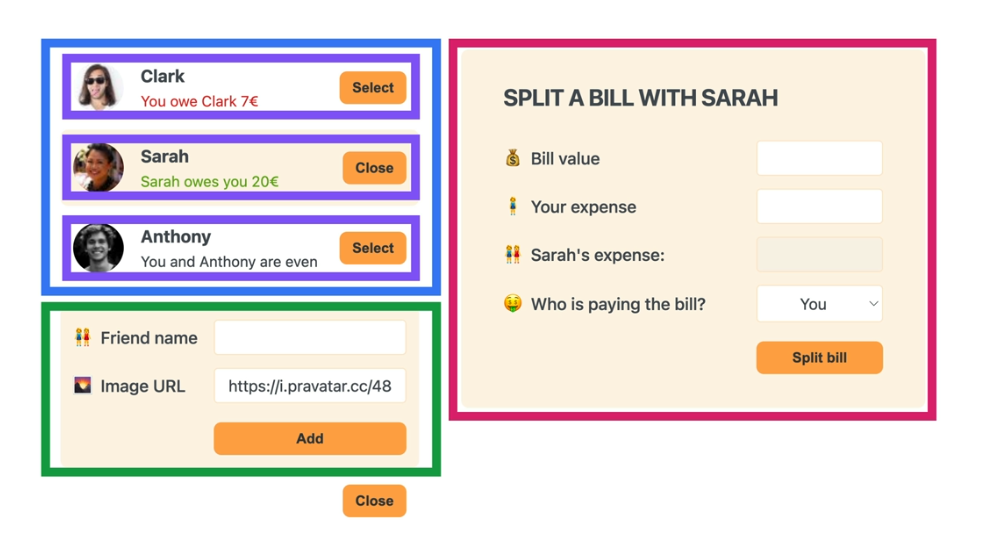 Clark
You owe Clark 7€
Select
Sarah
Sarah owes you 20€
Close
Anthony
You and Anthony are even
Select
Friend name
Image URL https://i.pravatar.cc/48
Add
Close
SPLIT A BILL WITH SARAH
Bill value
Your expense
Sarah's expense:
Who is paying the bill? You
Split bill